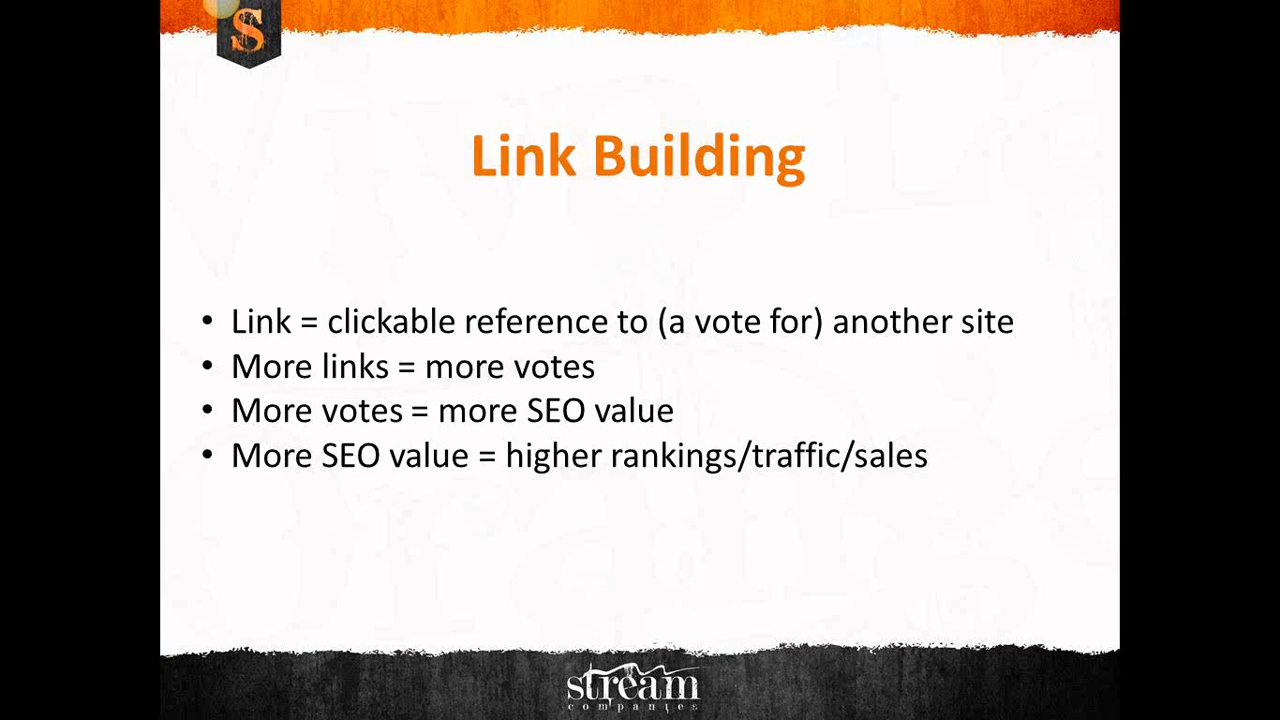 S
Link Building
• Link = clickable reference to (a vote for) another site
• More links = more votes
• More votes = more SEO value
• More SEO value = higher rankings/traffic/sales
stream
companies